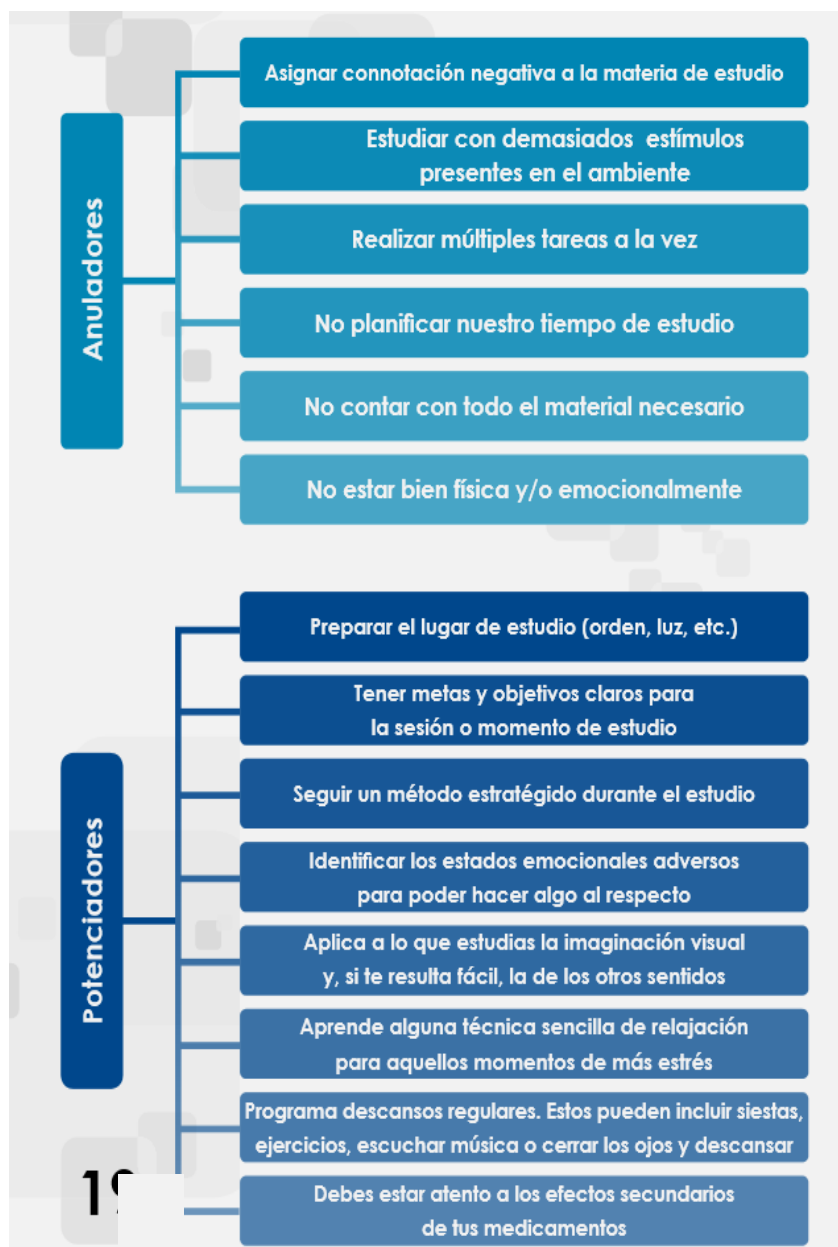 Anuladores
Asignar connotación negativa a la materia de estudio
Estudiar con demasiados estímulos
presentes en el ambiente
Realizar múltiples tareas a la vez
No planificar nuestro tiempo de estudio
No contar con todo el material necesario
No estar bien física y/o emocionalmente
Potenciadores
Preparar el lugar de estudio (orden, luz, etc.)
Tener metas y objetivos claros para
la sesión o momento de estudio
Seguir un método estratégido durante el estudio
Identificar los estados emocionales adversos
para poder hacer algo al respecto
Aplica a lo que estudias la imaginación visual
y, si te resulta fácil, la de los otros sentidos
Aprende alguna técnica sencilla de relajación
para aquellos momentos de más estrés
Programa descansos regulares. Estos pueden incluir siestas,
ejercicios, escuchar música o cerrar los ojos y descansar
Debes estar atento a los efectos secundarios
de tus medicamentos